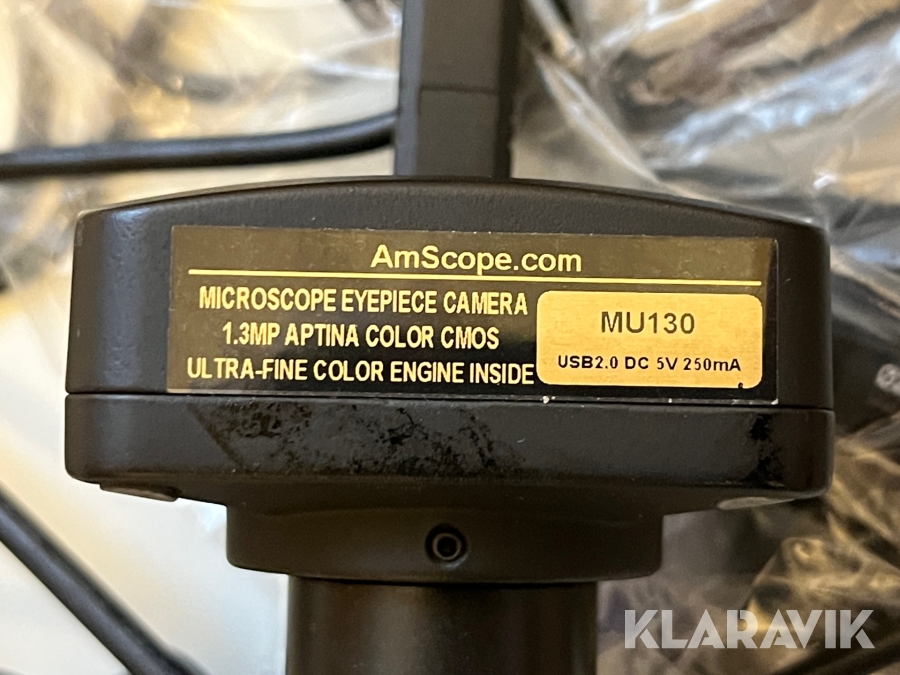 AmScope.com
MICROSCOPE EYEPIECE CAMERA
1.3MP APTINA COLOR CMOS
ULTRA-FINE COLOR ENGINE INSIDE
MU130
USB2.0 DC 5V 250mA
KLARAVIK